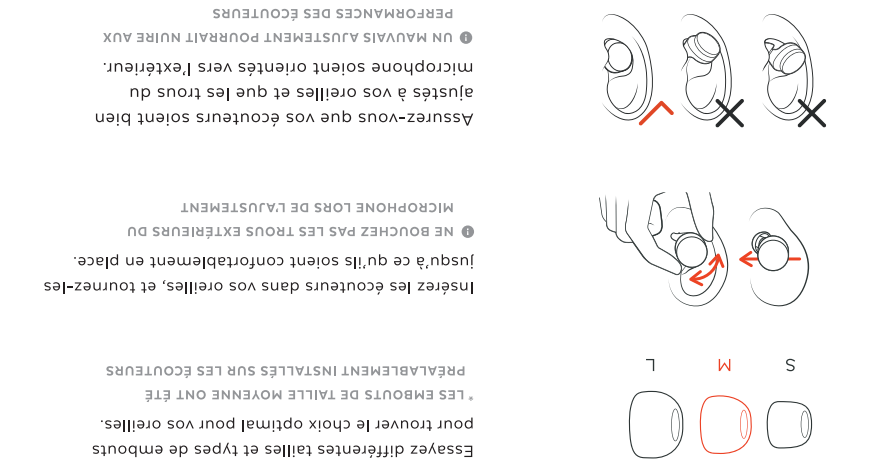 S M L
Essayez différentes tailles et types de embouts
pour trouver le choix optimal pour vos oreilles.
* LES EMBOUTS DE TAILLE MOYENNE ONT ÉTÉ
PRÉALABLEMENT INSTALLÉS SUR LES ÉCOUTEURS
Insérez les écouteurs dans vos oreilles, et tournez-les
jusqu'à ce qu'ils soient confortablement en place.
NE BOUCHEZ PAS LES TROUS EXTÉRIEURS DU
MICROPHONE LORS DE L'AJUSTEMENT
Assurez-vous que vos écouteurs soient bien
ajustés à vos oreilles et que les trous du
microphone soient orientés vers l'extérieur.
UN MAUVAIS AJUSTEMENT POURRAIT NUIRE AUX
PERFORMANCES DES ÉCOUTEURS